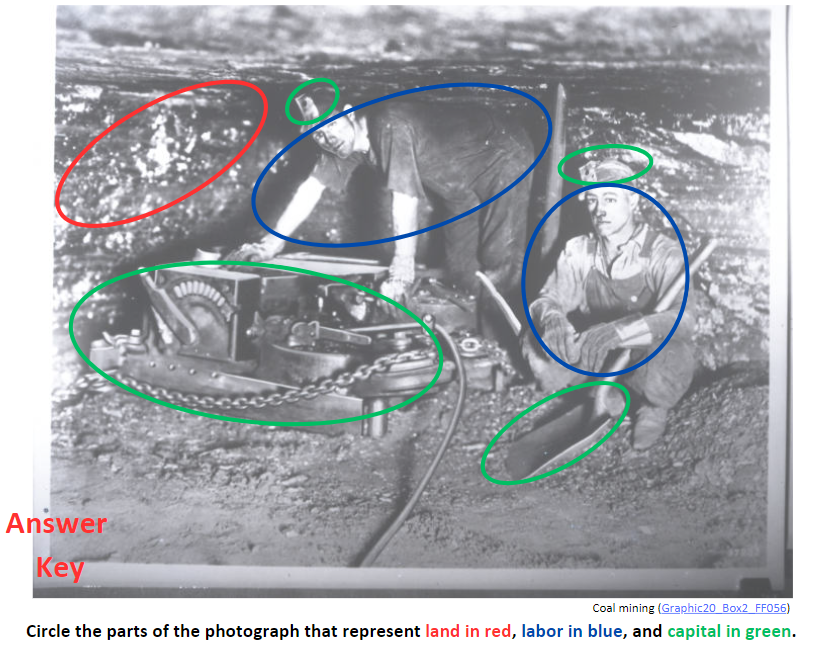 Answer
Key
Coal mining (Graphic20_Box2_FF056)
Circle the parts of the photograph that represent land in red, labor in blue, and capital in green.